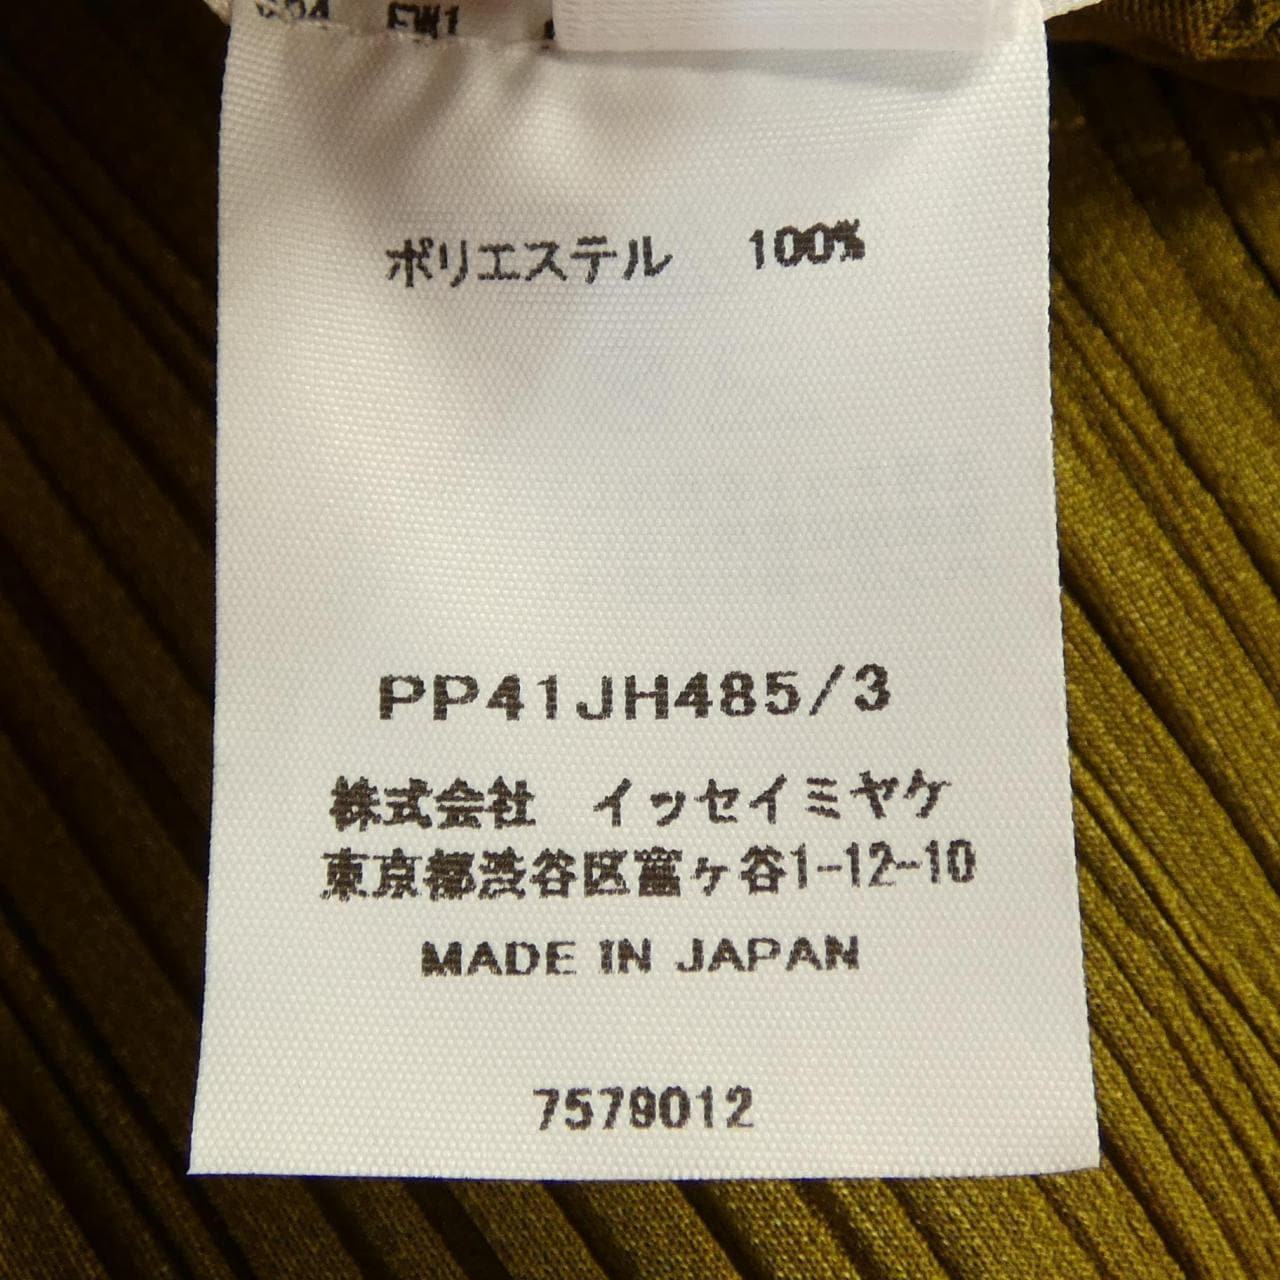 ポリエステル 100%
PP41JH485/3
株式会社 イッセイミヤケ
東京都渋谷区富ヶ谷1-12-10
MADE IN JAPAN
7579012